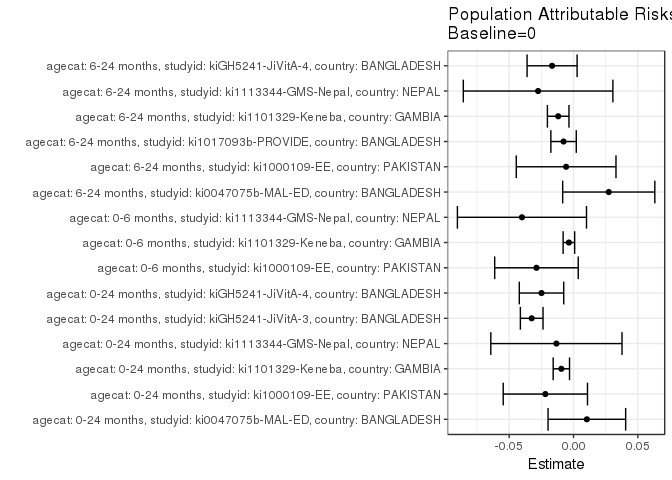 Population Attributable Risks
Baseline=0
agecat: 6-24 months, studyid: kiGH5241-JiVitA-4, country: BANGLADESH
agecat: 6-24 months, studyid: ki1113344-GMS-Nepal, country: NEPAL
agecat: 6-24 months, studyid: ki1101329-Keneba, country: GAMBIA
agecat: 6-24 months, studyid: ki1017093b-PROVIDE, country: BANGLADESH
agecat: 6-24 months, studyid: ki1000109-EE, country: PAKISTAN
agecat: 6-24 months, studyid: ki0047075b-MAL-ED, country: BANGLADESH
agecat: 0-6 months, studyid: ki1113344-GMS-Nepal, country: NEPAL
agecat: 0-6 months, studyid: ki1101329-Keneba, country: GAMBIA
agecat: 0-6 months, studyid: ki1000109-EE, country: PAKISTAN
agecat: 0-24 months, studyid: kiGH5241-JiVitA-4, country: BANGLADESH
agecat: 0-24 months, studyid: kiGH5241-JiVitA-3, country: BANGLADESH
agecat: 0-24 months, studyid: ki1113344-GMS-Nepal, country: NEPAL
agecat: 0-24 months, studyid: ki1101329-Keneba, country: GAMBIA
agecat: 0-24 months, studyid: ki1000109-EE, country: PAKISTAN
agecat: 0-24 months, studyid: ki0047075b-MAL-ED, country: BANGLADESH
-0.05 0.00 0.05
Estimate